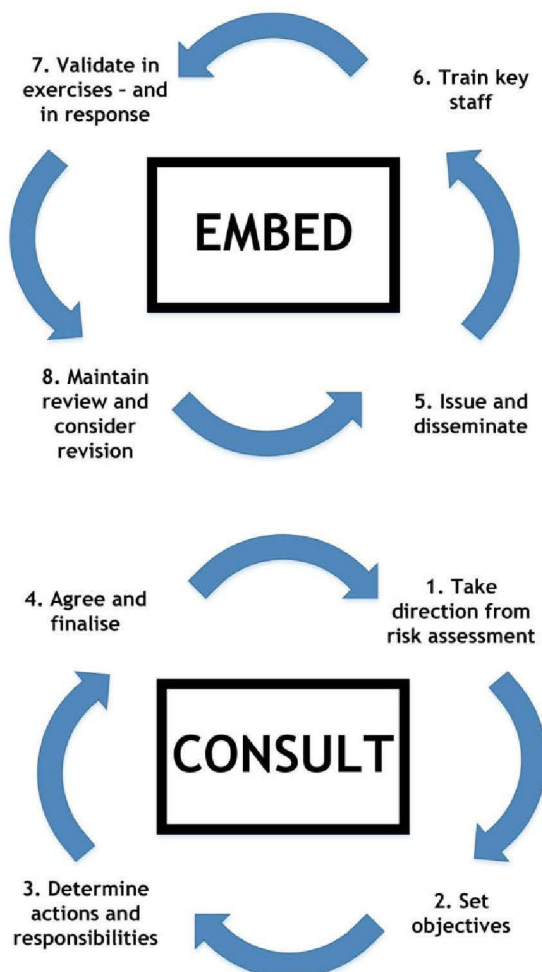 7. Validate in
exercises – and
in response
6. Train key
staff
EMBED
8. Maintain
review and
consider
revision
5. Issue and
disseminate
4. Agree and
finalise
1. Take
direction from
risk assessment
CONSULT
3. Determine
actions and
responsibilities
2. Set
objectives